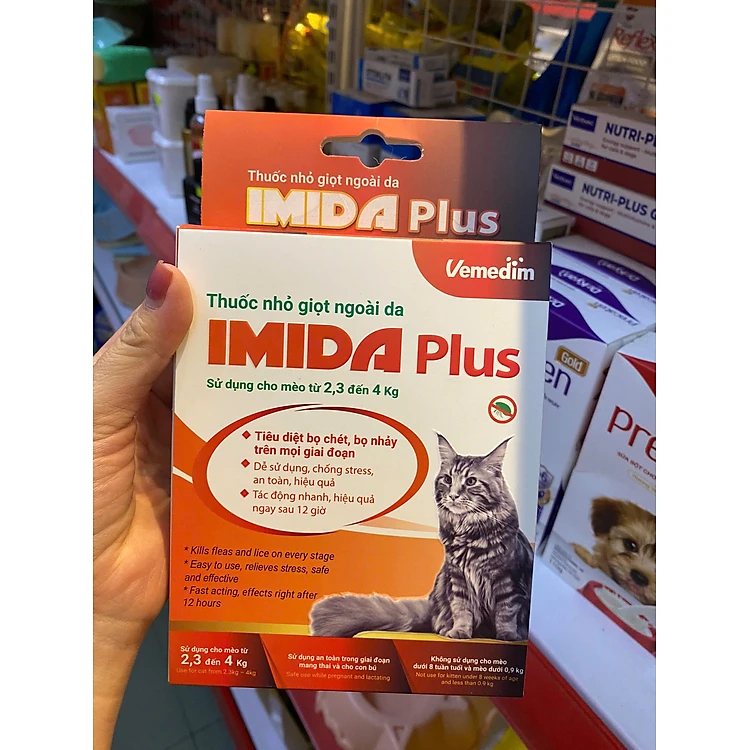 Thuốc nhỏ giọt ngoài da
IMIDA Plus
Vemedim
Thuốc nhỏ giọt ngoài da
IMIDA Plus
Sử dụng cho mèo từ 2,3 đến 4 Kg
Tiêu diệt bọ chét, bọ nhảy
trên mọi giai đoạn
Dễ sử dụng, chống stress,
an toàn, hiệu quả
Tác động nhanh, hiệu quả
ngay sau 12 giờ
* Kills fleas and lice on every stage
* Easy to use, relieves stress, safe
and effective
* Fast acting, effects right after
12 hours
Sử dụng cho mèo từ
2,3 đến 4 Kg
Use for cat from 2.3kg - 4kg
Sử dụng an toàn trong giai đoạn
mang thai và cho con bú
Safe use while pregnant and lactating
Không sử dụng cho mèo
dưới 8 tuần tuổi và mèo dưới 0,9 kg
Not use for kitten under 8 weeks of age
and less than 0.9 kg
Reflex
Virbac
NUTRI-PL
NUTRI-PLUS G
Gold
en
pre